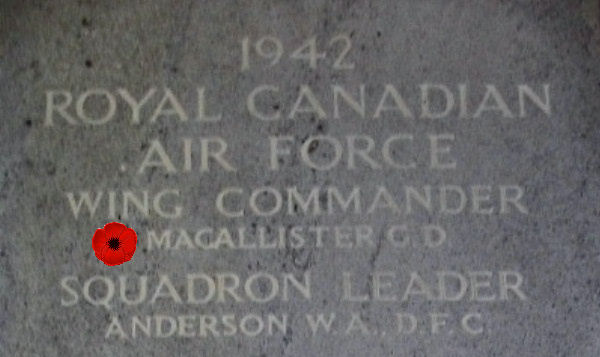 1942
ROYAL CANADIAN
AIR FORCE
WING COMMANDER
MACALLISTER G.D
SQUADRON LEADER
ANDERSON W.A., D.F.C.